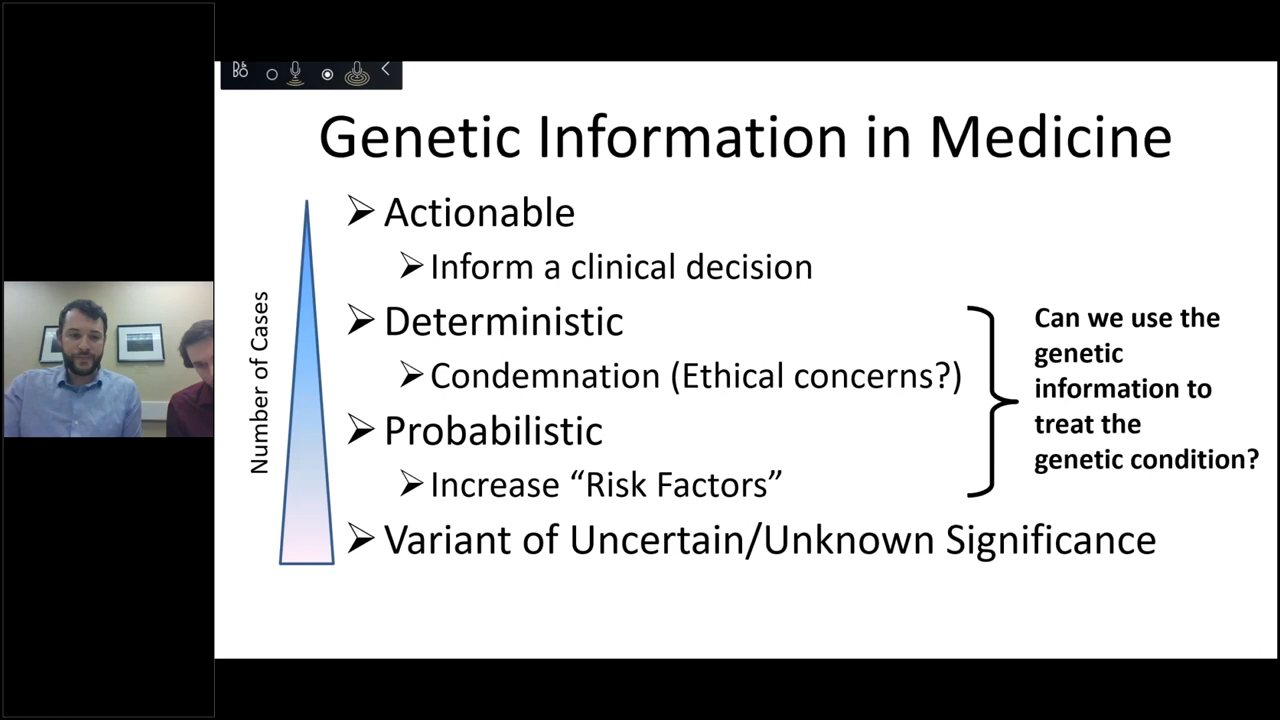 Genetic Information in Medicine
Actionable
Inform a clinical decision
Deterministic
Condemnation (Ethical concerns?)
Probabilistic
Increase “Risk Factors”
Variant of Uncertain/Unknown Significance
Number of Cases
Can we use the
genetic
information to
treat the
genetic condition?